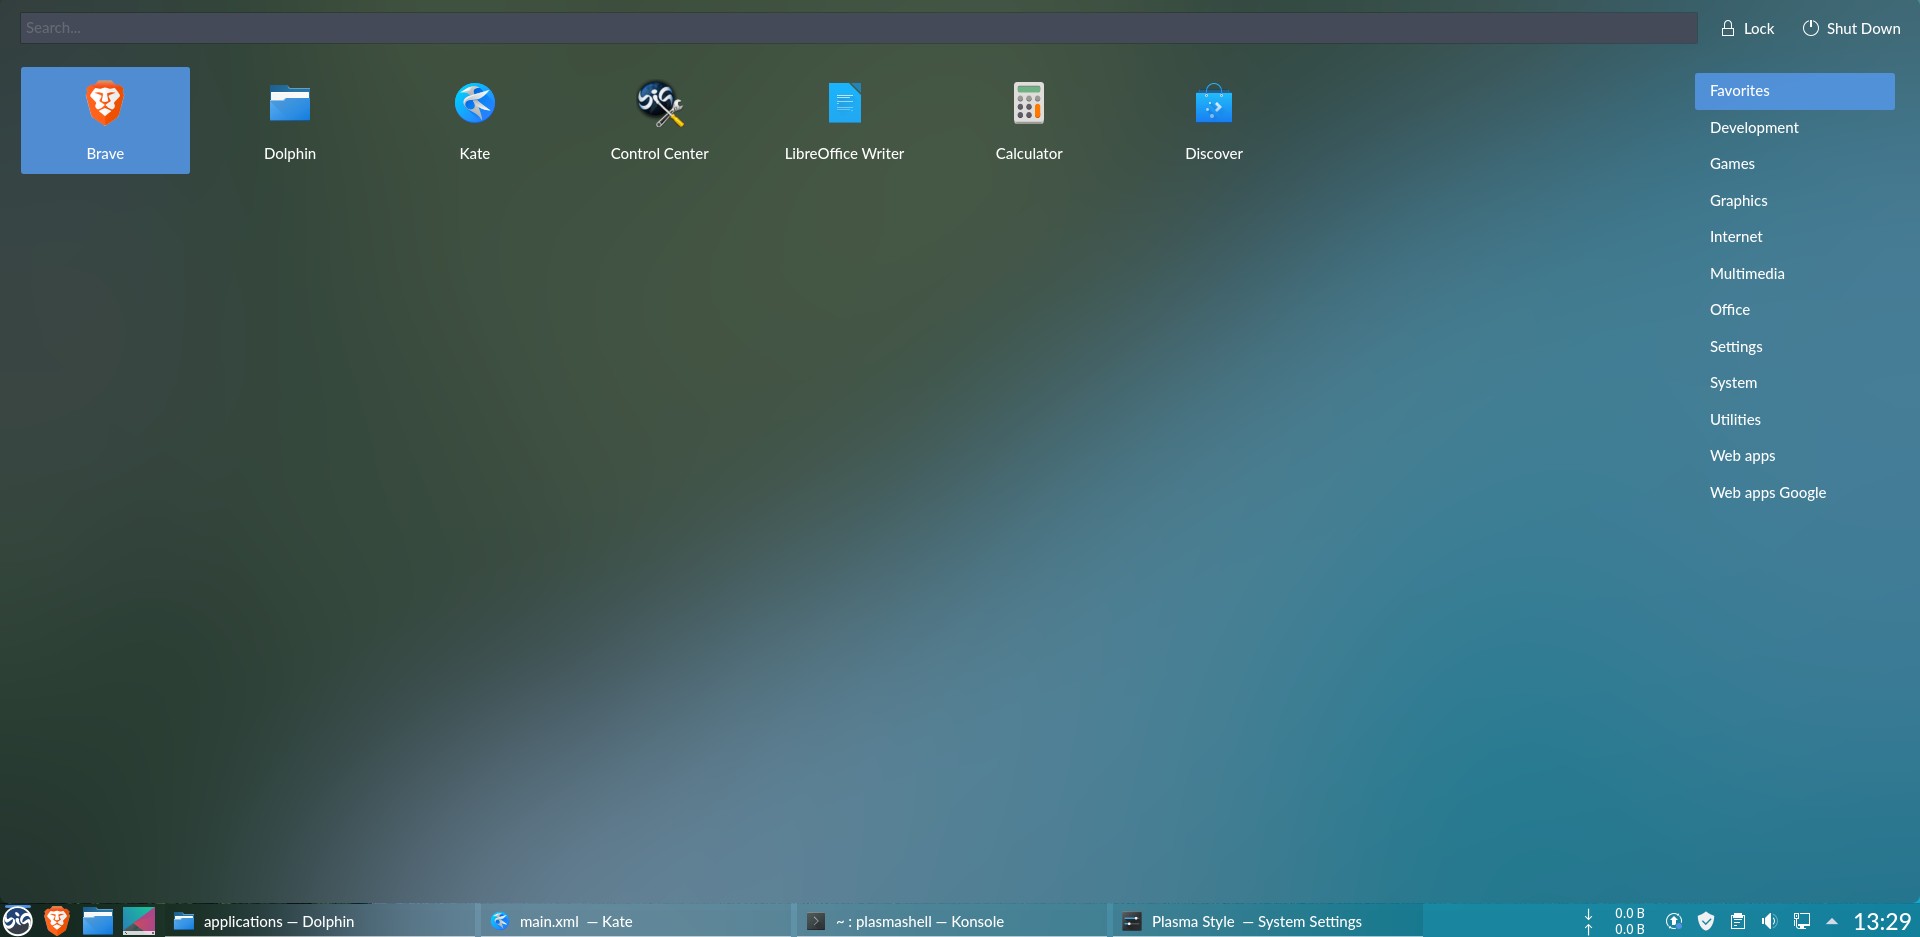 Search...
Lock
Shut Down
Brave
Dolphin
Kate
Control Center
LibreOffice Writer
Calculator
Discover
Favorites
Development
Games
Graphics
Internet
Multimedia
Office
Settings
System
Utilities
Web apps
Web apps Google
applications — Dolphin
main.xml — Kate
~ : plasmashell — Konsole
Plasma Style — System Settings
0.0 B
0.0 B
13:29